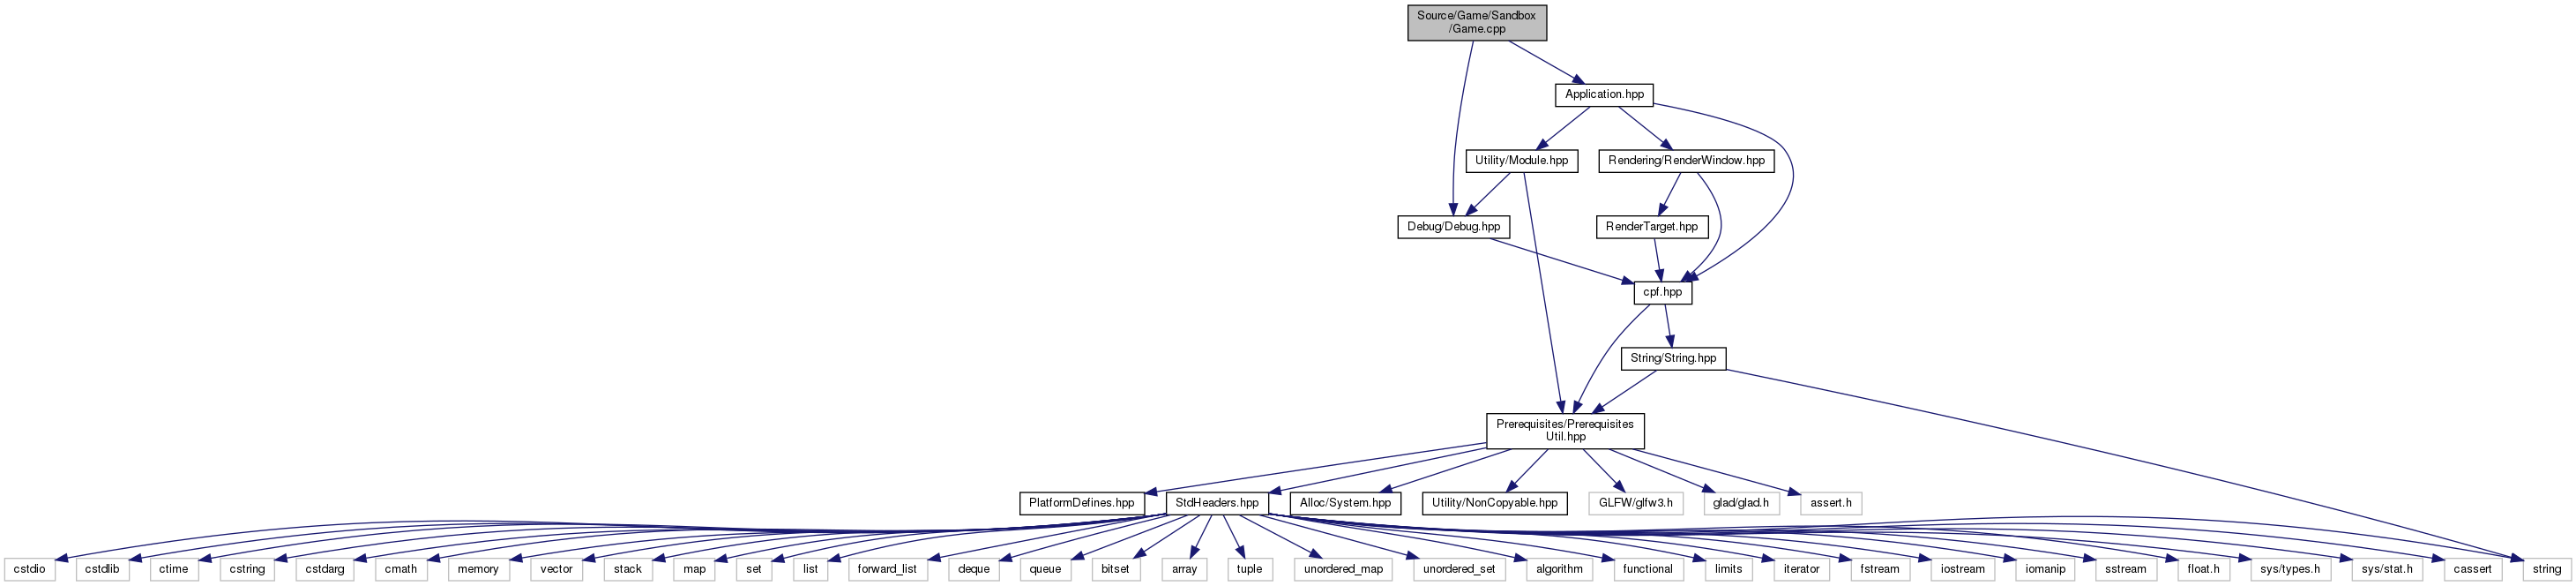 Source/Game/Sandbox
/Game.cpp
Application.hpp
Utility/Module.hpp
Rendering/RenderWindow.hpp
Debug/Debug.hpp
RenderTarget.hpp
cpf.hpp
String/String.hpp
Prerequisites/Prerequisites
Util.hpp
PlatformDefines.hpp
StdHeaders.hpp
Alloc/System.hpp
Utility/NonCopyable.hpp
GLFW/glfw3.h
glad/glad.h
assert.h
cstdio
cstdlib
ctime
cstring
cstdarg
cmath
memory
vector
stack
map
set
list
forward_list
deque
queue
bitset
array
tuple
unordered_map
unordered_set
algorithm
functional
limits
iterator
fstream
iostream
iomanip
sstream
float.h
sys/types.h
sys/stat.h
cassert
string